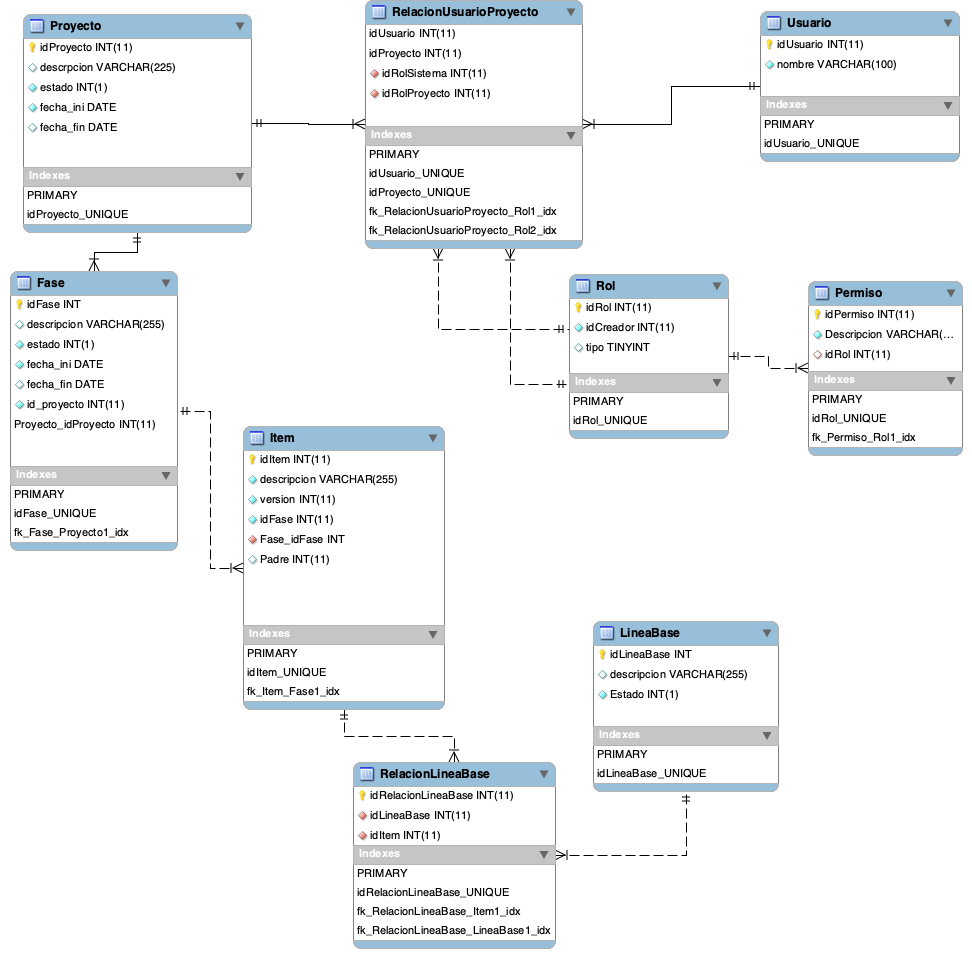 Proyecto
idProyecto INT(11)
descrpcion VARCHAR(225)
estado INT(1)
fecha_ini DATE
fecha_fin DATE
Indexes
PRIMARY
idProyecto_UNIQUE
RelacionUsuarioProyecto
idUsuario INT(11)
idProyecto INT(11)
idRolSistema INT(11)
idRolProyecto INT(11)
Indexes
PRIMARY
idUsuario_UNIQUE
idProyecto_UNIQUE
fk_RelacionUsuarioProyecto_Rol1_idx
fk_RelacionUsuarioProyecto_Rol2_idx
Usuario
idUsuario INT(11)
nombre VARCHAR(100)
Indexes
PRIMARY
idUsuario_UNIQUE
Fase
idFase INT
descripcion VARCHAR(255)
estado INT(1)
fecha_ini DATE
fecha_fin DATE
id_proyecto INT(11)
Proyecto_idProyecto INT(11)
Indexes
PRIMARY
idFase_UNIQUE
fk_Fase_Proyecto1_idx
Rol
idRol INT(11)
idCreador INT(11)
tipo TINYINT
Indexes
PRIMARY
idRol_UNIQUE
Permiso
idPermiso INT(11)
Descripcion VARCHAR(...
idRol INT(11)
Indexes
PRIMARY
idRol_UNIQUE
fk_Permiso_Rol1_idx
Item
idItem INT(11)
descripcion VARCHAR(255)
version INT(11)
idFase INT(11)
Fase_idFase INT
Padre INT(11)
Indexes
PRIMARY
idItem_UNIQUE
fk_Item_Fase1_idx
LineaBase
idLineaBase INT
descripcion VARCHAR(255)
Estado INT(1)
Indexes
PRIMARY
idLineaBase_UNIQUE
RelacionLineaBase
idRelacionLineaBase INT(11)
idLineaBase INT(11)
idItem INT(11)
Indexes
PRIMARY
idRelacionLineaBase_UNIQUE
fk_RelacionLineaBase_Item1_idx
fk_RelacionLineaBase_LineaBase1_idx